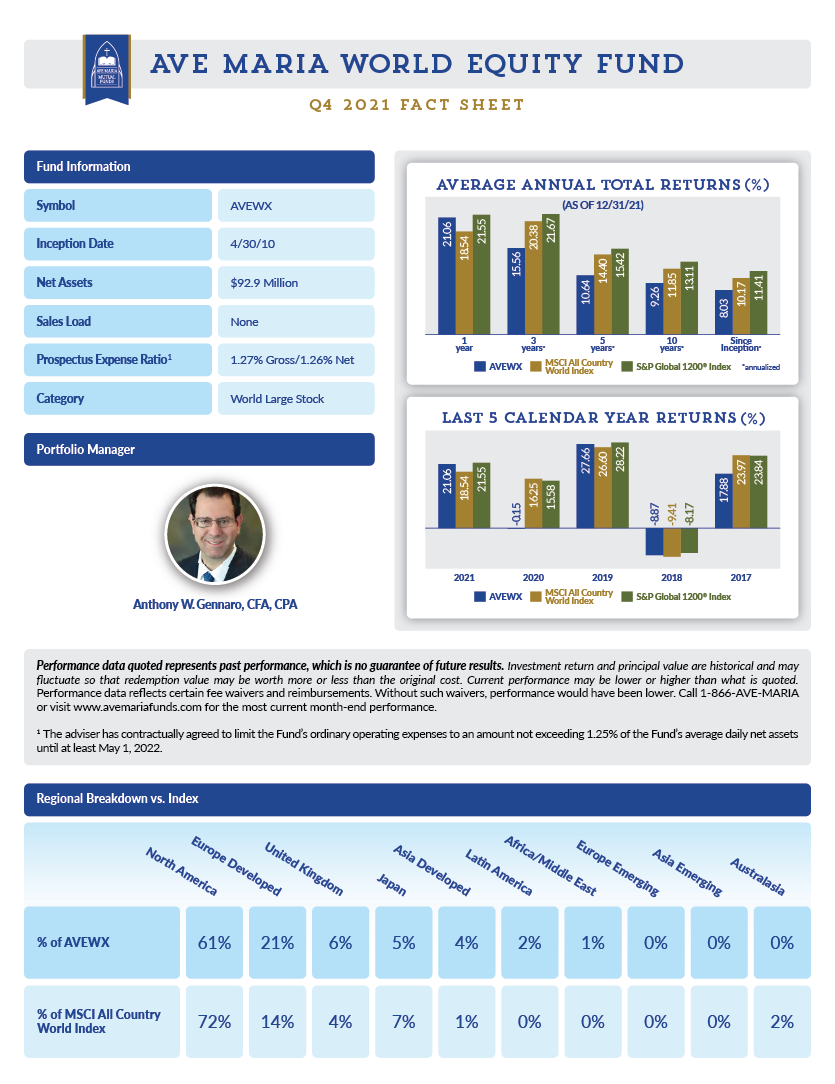 AVE MARIA MUTUAL FUNDS
AVE MARIA WORLD EQUITY FUND
Q4 2021 FACT SHEET
Fund Information
Symbol AVEWX
Inception Date 4/30/10
Net Assets $92.9 Million
Sales Load None
Prospectus Expense Ratio¹ 1.27% Gross/1.26% Net
Category World Large Stock
Portfolio Manager
Anthony W. Gennaro, CFA, CPA
AVERAGE ANNUAL TOTAL RETURNS (%)
(AS OF 12/31/21)
21.06 18.54 21.55 15.56 20.38 21.67 10.64 14.40 15.42 9.26 11.85 13.11 8.03 10.17 11.41
1 year 3 years* 5 years* 10 years* Since Inception*
AVEWX MSCI All Country World Index S&P Global 1200® Index *annualized
LAST 5 CALENDAR YEAR RETURNS (%)
21.06 18.54 21.55 -0.15 16.25 15.58 27.66 26.60 28.22 -8.87 -9.41 -8.17 17.88 23.97 23.84
2021 2020 2019 2018 2017
AVEWX MSCI All Country World Index S&P Global 1200® Index
Performance data quoted represents past performance, which is no guarantee of future results. Investment return and principal value are historical and may
fluctuate so that redemption value may be worth more or less than the original cost. Current performance may be lower or higher than what is quoted.
Performance data reflects certain fee waivers and reimbursements. Without such waivers, performance would have been lower. Call 1-866-AVE-MARIA
or visit www.avemariafunds.com for the most current month-end performance.
¹ The adviser has contractually agreed to limit the Fund's ordinary operating expenses to an amount not exceeding 1.25% of the Fund's average daily net assets
until at least May 1, 2022.
Regional Breakdown vs. Index
North America Europe Developed United Kingdom Japan Asia Developed Latin America Africa/Middle East Europe Emerging Asia Emerging Australasia
% of AVEWX 61% 21% 6% 5% 4% 2% 1% 0% 0% 0%
% of MSCI All Country World Index 72% 14% 4% 7% 1% 0% 0% 0% 0% 2%